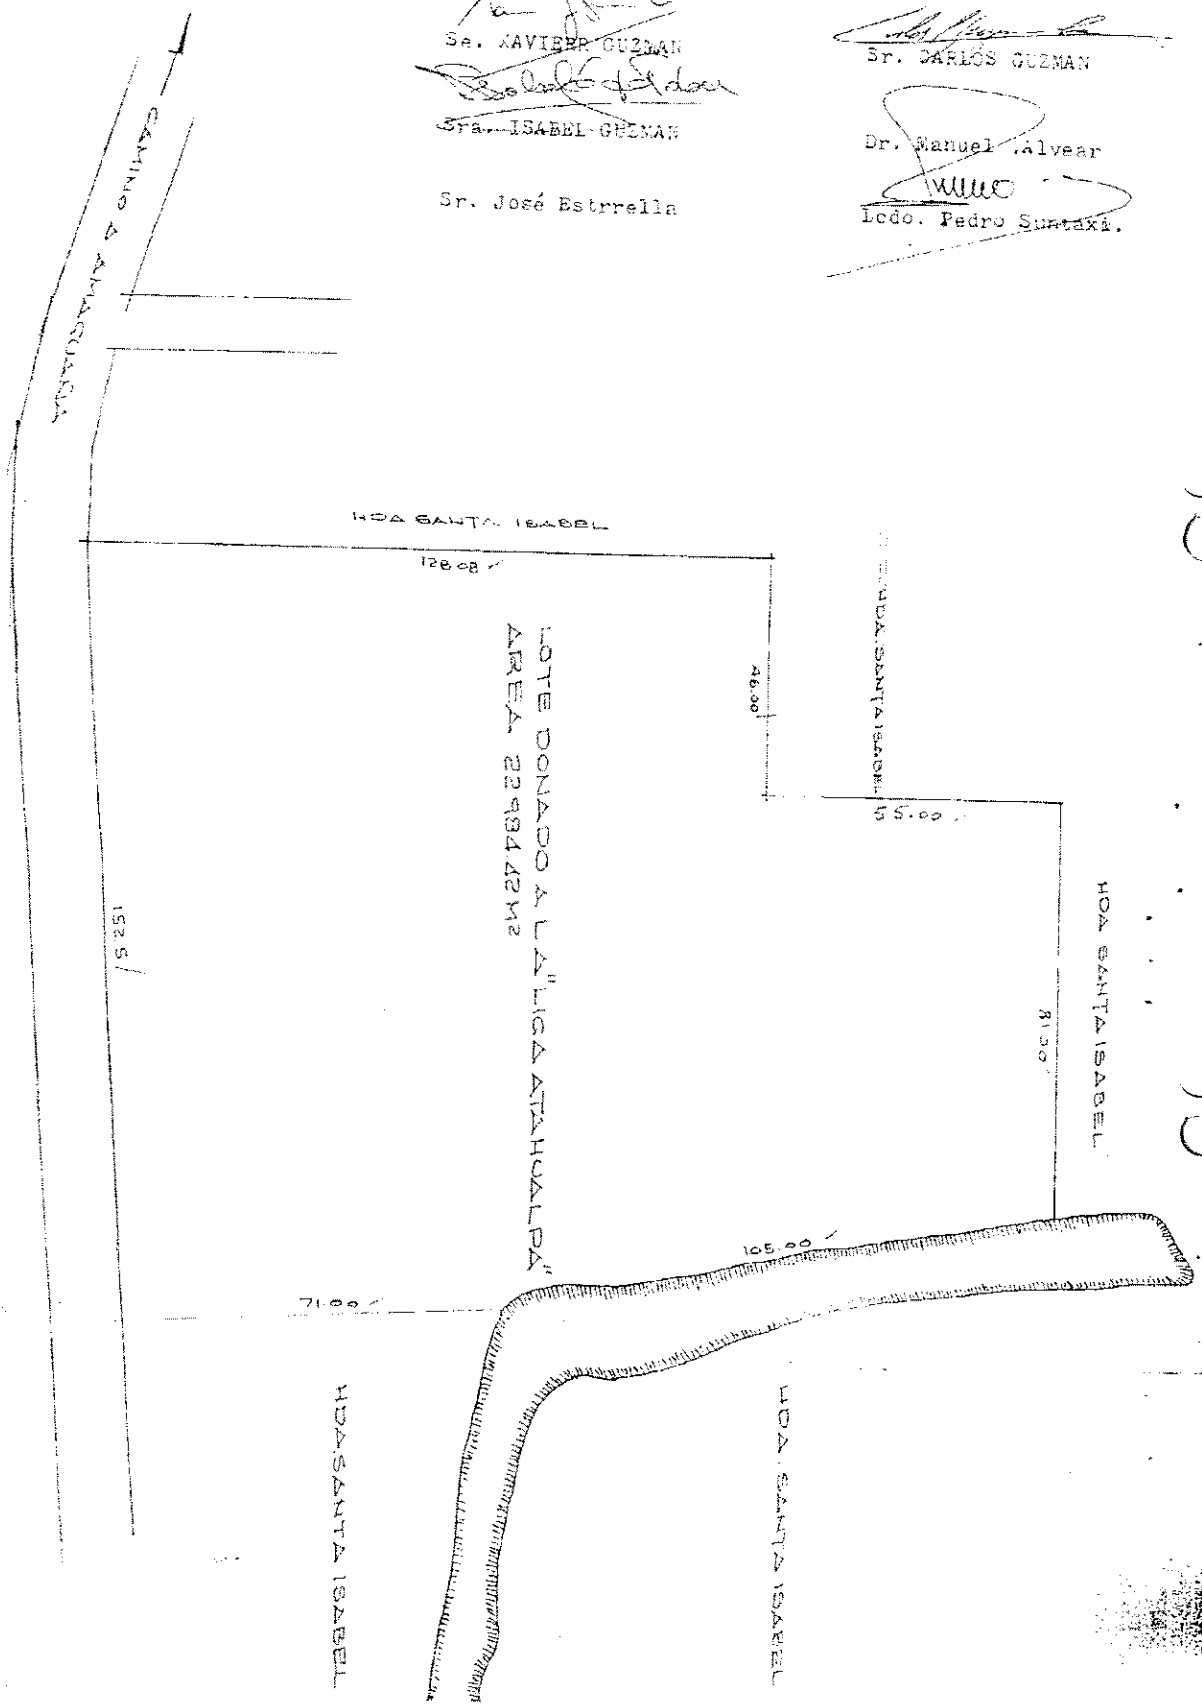 Sr. XAVIERR GUZMAN
Sr. CARLOS GUZMAN
Sra. ISABEL GUZMAN
Dr. Manuel Alvear
Sr. José Estrrella
Lcdo. Pedro Suntaxi.
CAMINO A AMAGUAÑA
HDA SANTA ISABEL
128.08
HDA. SANTA ISABEL
46.00
55.00
LOTE DONADO A LA "LIGA ATAHUALPA"
AREA 22984.42 M2
152.5
HDA SANTA ISABEL
81.00
105.00
71.00
HDA. SANTA ISABEL
HDA. SANTA ISABEL